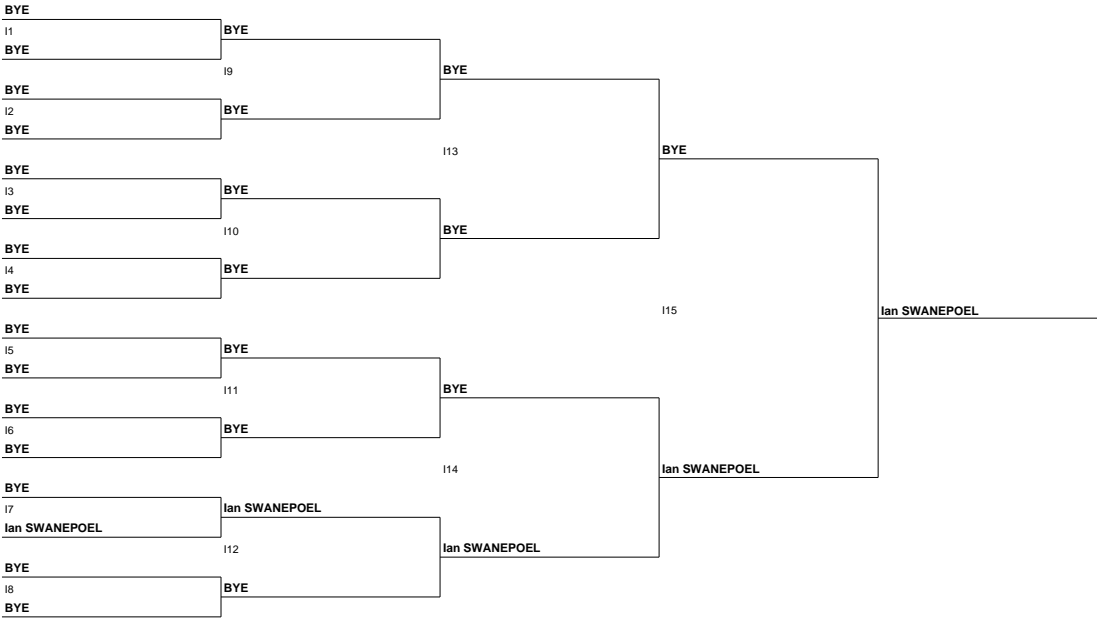 BYE
I1
BYE
BYE
I9
BYE
BYE
I2
BYE
BYE
I13
BYE
BYE
I3
BYE
BYE
I10
BYE
BYE
I4
BYE
BYE
I15
Ian SWANEPOEL
BYE
I5
BYE
BYE
I11
BYE
BYE
I6
BYE
BYE
I14
Ian SWANEPOEL
BYE
I7
Ian SWANEPOEL
Ian SWANEPOEL
I12
Ian SWANEPOEL
BYE
I8
BYE
BYE